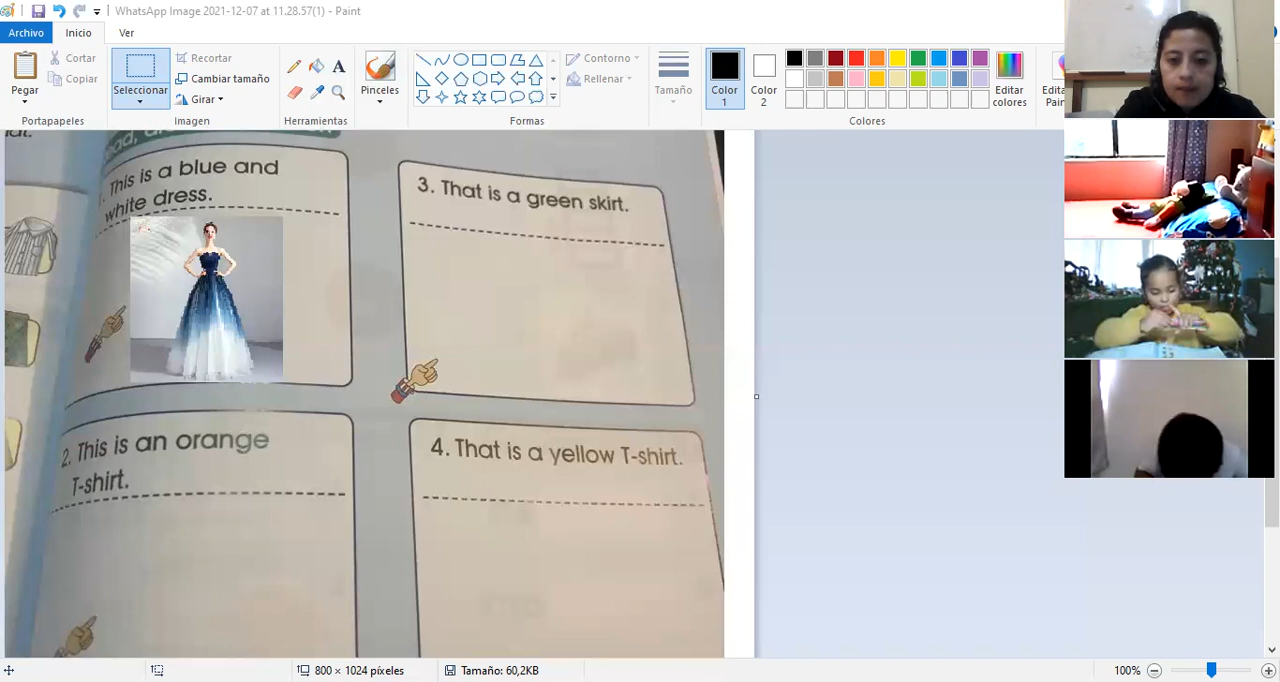 WhatsApp Image 2021-12-07 at 11.28.57(1) - Paint
Archivo
Inicio
Ver
Pegar
Cortar
Copiar
Portapapeles
Seleccionar
Recortar
Cambiar tamaño
Girar
Imagen
Herramientas
Pinceles
Contorno
Rellenar
Formas
Tamaño
Color
1
Color
2
Editar
colores
Colores
Edita
1. This is a blue and
white dress.
2. This is an orange
T-shirt.
3. That is a green skirt.
4. That is a yellow T-shirt.
800 × 1024 píxeles
Tamaño: 60,2KB
100%